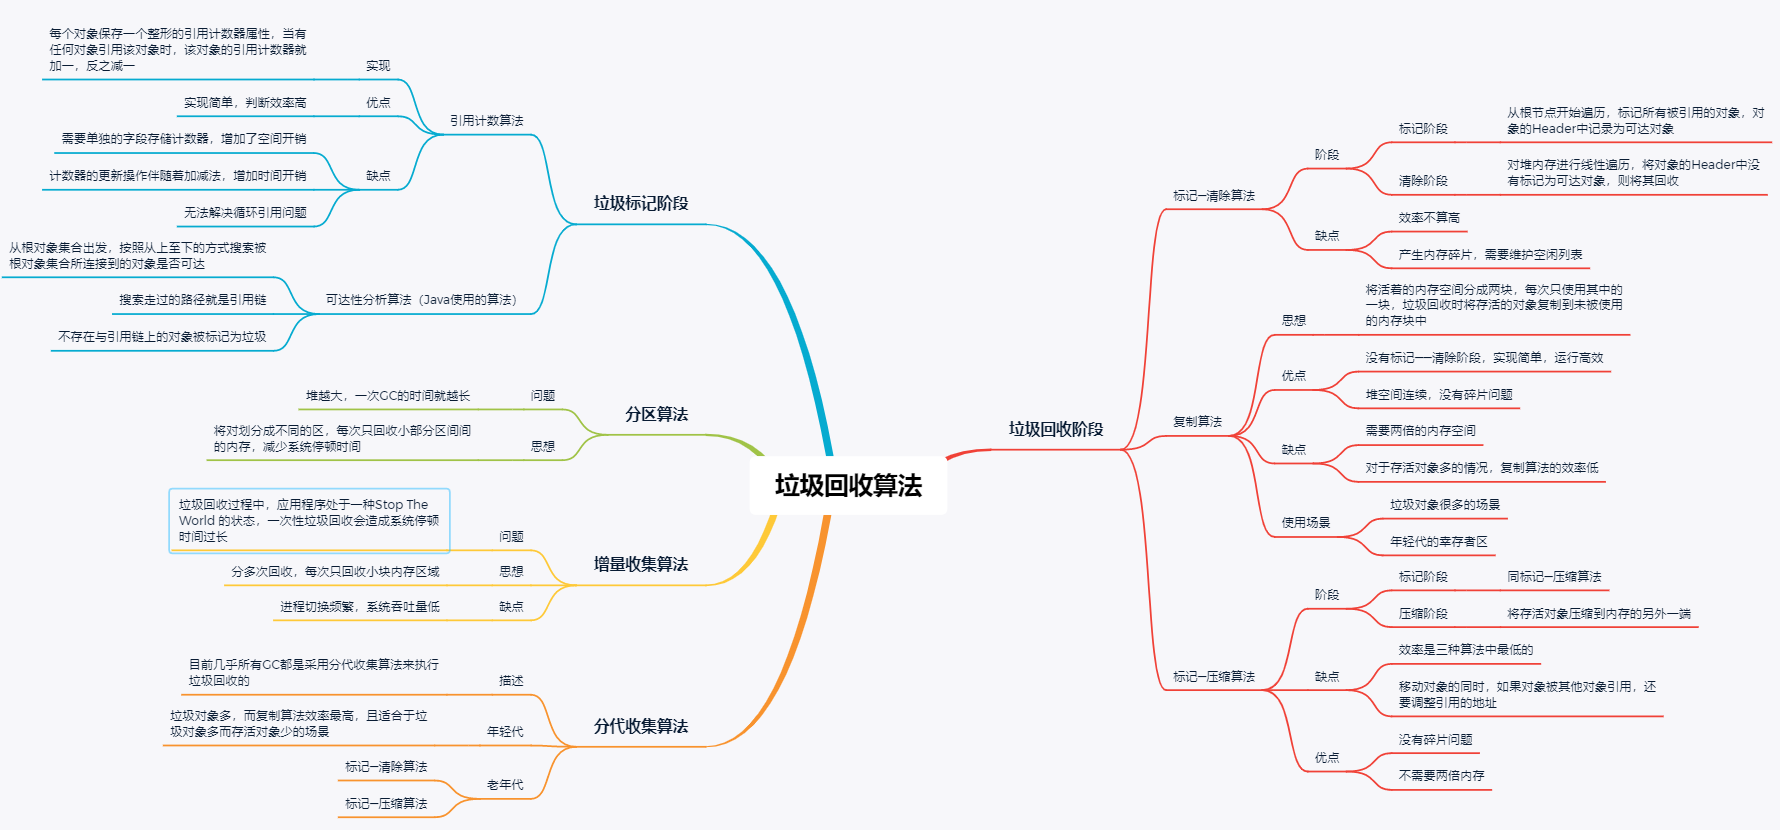 垃圾回收算法
垃圾标记阶段
引用计数算法
实现
每个对象保存一个整形的引用计数器属性，当有
任何对象引用该对象时，该对象的引用计数器就
加一，反之减一
优点
实现简单，判断效率高
缺点
需要单独的字段存储计数器，增加了空间开销
计数器的更新操作伴随着加减法，增加时间开销
无法解决循环引用问题
可达性分析算法（Java使用的算法）
从根对象集合出发，按照从上至下的方式搜索被
根对象集合所连接到的对象是否可达
搜索走过的路径就是引用链
不存在与引用链上的对象被标记为垃圾
分区算法
问题
堆越大，一次GC的时间就越长
思想
将对划分成不同的区，每次只回收小部分区间间
的内存，减少系统停顿时间
增量收集算法
问题
垃圾回收过程中，应用程序处于一种Stop The
World 的状态，一次性垃圾回收会造成系统停顿
时间过长
思想
分多次回收，每次只回收小块内存区域
缺点
进程切换频繁，系统吞吐量低
分代收集算法
描述
目前几乎所有GC都是采用分代收集算法来执行
垃圾回收的
年轻代
垃圾对象多，而复制算法效率最高，且适合于垃
圾对象多而存活对象少的场景
老年代
标记—清除算法
标记—压缩算法
垃圾回收阶段
标记—清除算法
阶段
标记阶段
从根节点开始遍历，标记所有被引用的对象，对
象的Header中记录为可达对象
清除阶段
对堆内存进行线性遍历，将对象的Header中没
有标记为可达对象，则将其回收
缺点
效率不算高
产生内存碎片，需要维护空闲列表
复制算法
思想
将活着的内存空间分成两块，每次只使用其中的
一块，垃圾回收时将存活的对象复制到未被使用
的内存块中
优点
没有标记——清除阶段，实现简单，运行高效
堆空间连续，没有碎片问题
缺点
需要两倍的内存空间
对于存活对象多的情况，复制算法的效率低
使用场景
垃圾对象很多的场景
年轻代的幸存者区
标记—压缩算法
阶段
标记阶段
同标记—压缩算法
压缩阶段
将存活对象压缩到内存的另外一端
缺点
效率是三种算法中最低的
移动对象的同时，如果对象被其他对象引用，还
要调整引用的地址
优点
没有碎片问题
不需要两倍内存